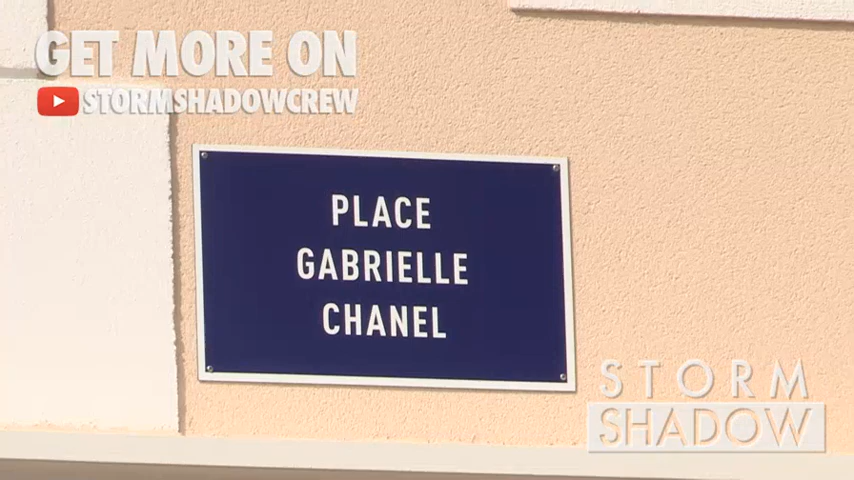 GET MORE ON
STORMSHADOWCREW
PLACE
GABRIELLE
CHANEL
STORM
SHADOW